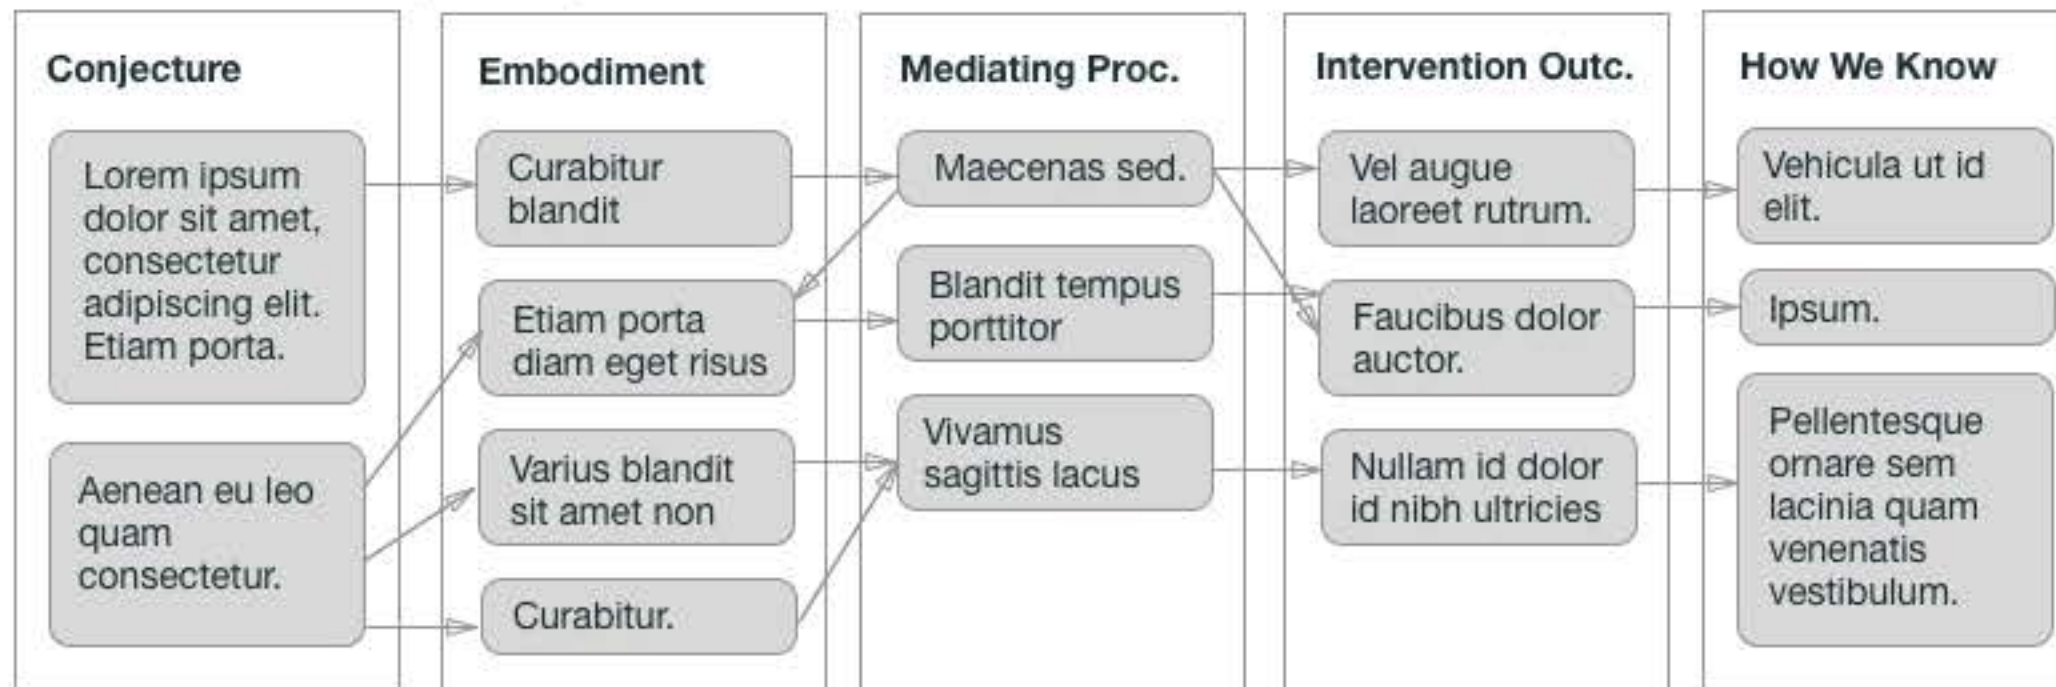 Conjecture
Lorem ipsum
dolor sit amet,
consectetur
adipiscing elit.
Etiam porta.
Aenean eu leo
quam
consectetur.
Embodiment
Curabitur
blandit
Etiam porta
diam eget risus
Varius blandit
sit amet non
Curabitur.
Mediating Proc.
Maecenas sed.
Blandit tempus
porttitor
Vivamus
sagittis lacus
Intervention Outc.
Vel augue
laoreet rutrum.
Faucibus dolor
auctor.
Nullam id dolor
id nibh ultricies
How We Know
Vehicula ut id
elit.
Ipsum.
Pellentesque
ornare sem
lacinia quam
venenatis
vestibulum.